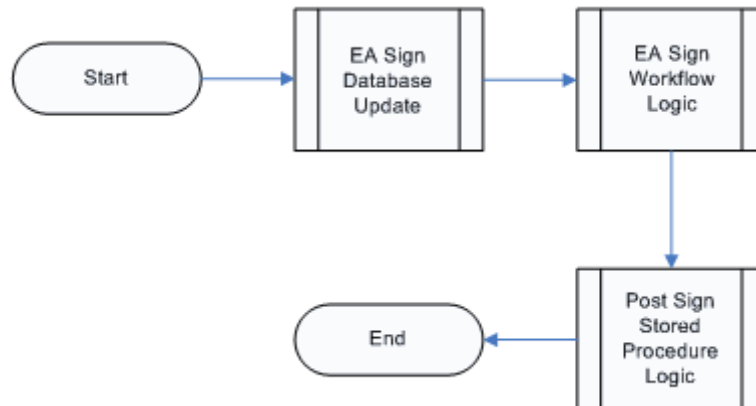 Start
EA Sign
Database
Update
EA Sign
Workflow
Logic
Post Sign
Stored
Procedure
Logic
End